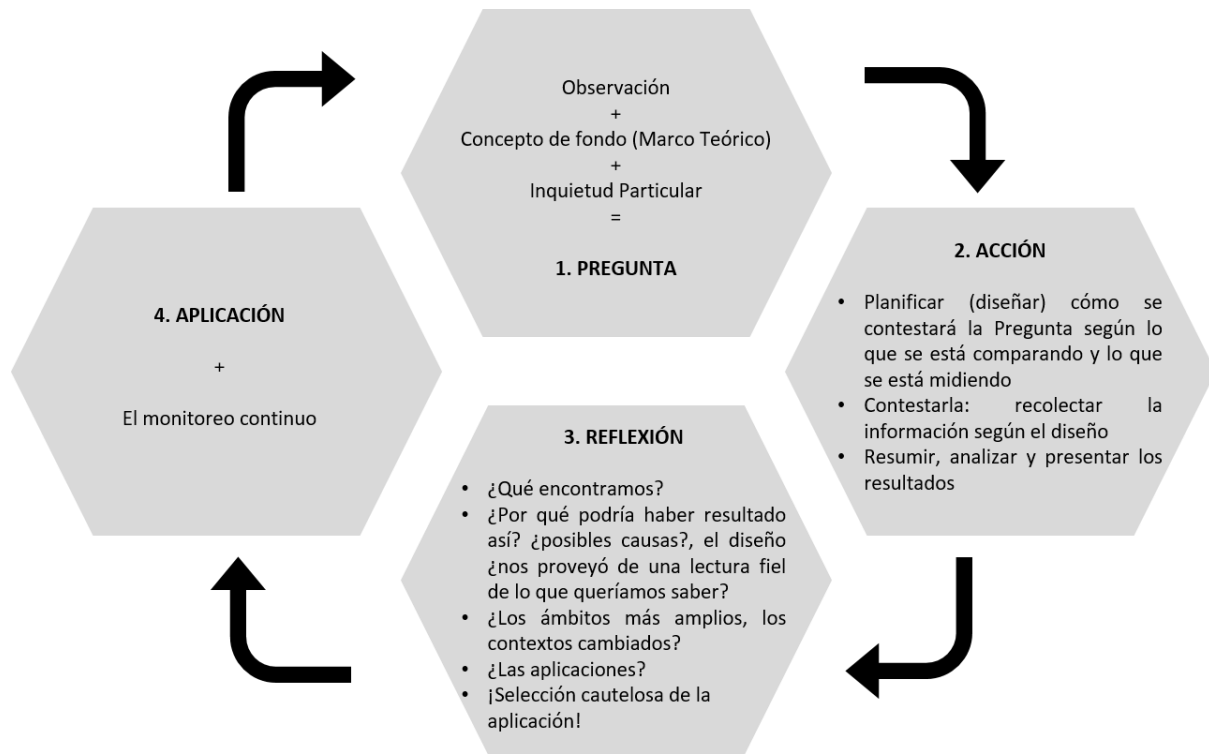 Observación
+
Concepto de fondo (Marco Teórico)
+
Inquietud Particular
=
1. PREGUNTA
2. ACCIÓN
• Planificar (diseñar) cómo se
contestará la Pregunta según lo
que se está comparando y lo que
se está midiendo
• Contestarla: recolectar la
información según el diseño
• Resumir, analizar y presentar los
resultados
3. REFLEXIÓN
• ¿Qué encontramos?
• ¿Por qué podría haber resultado
así? ¿posibles causas?, el diseño
¿nos proveyó de una lectura fiel
de lo que queríamos saber?
• ¿Los ámbitos más amplios, los
contextos cambiados?
• ¿Las aplicaciones?
• ¡Selección cautelosa de la
aplicación!
4. APLICACIÓN
+
El monitoreo continuo